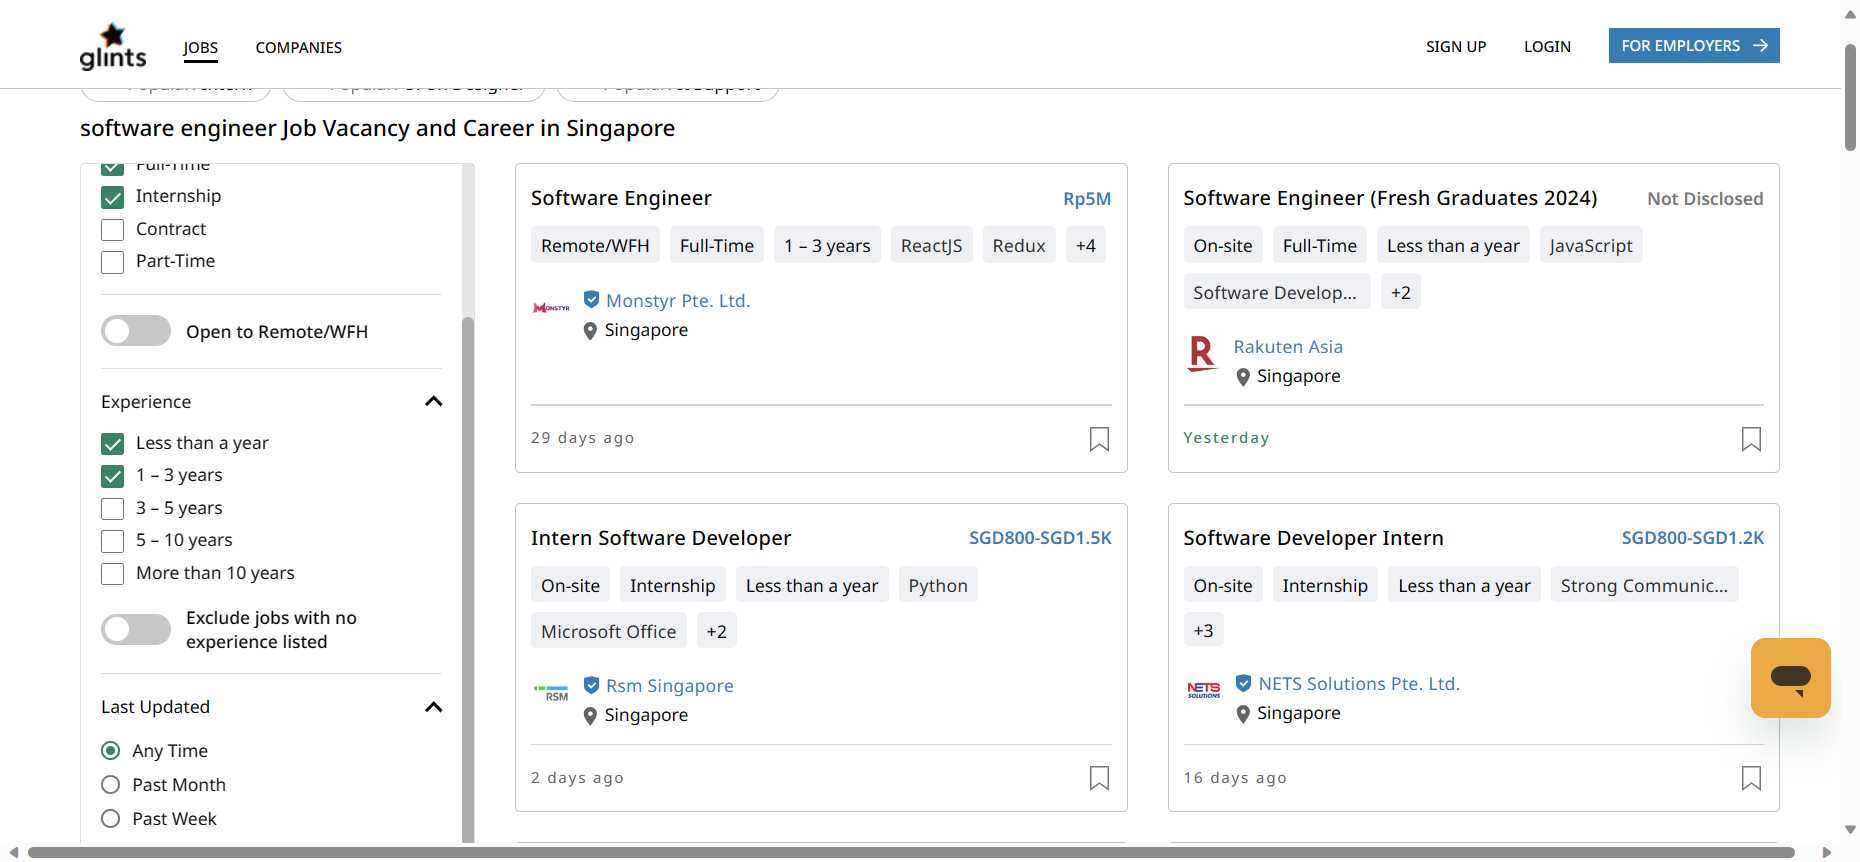 glints
JOBS
COMPANIES
SIGN UP
LOGIN
FOR EMPLOYERS
software engineer Job Vacancy and Career in Singapore
Full-Time
Internship
Contract
Part-Time
Open to Remote/WFH
Experience
Less than a year
1 – 3 years
3 – 5 years
5 – 10 years
More than 10 years
Exclude jobs with no
experience listed
Last Updated
Any Time
Past Month
Past Week
Software Engineer Rp5M
Remote/WFH Full-Time 1 – 3 years ReactJS Redux +4
MONSTYR
Monstyr Pte. Ltd.
Singapore
29 days ago
Software Engineer (Fresh Graduates 2024) Not Disclosed
On-site Full-Time Less than a year JavaScript
Software Develop... +2
R
Rakuten Asia
Singapore
Yesterday
Intern Software Developer SGD800-SGD1.5K
On-site Internship Less than a year Python
Microsoft Office +2
RSM
Rsm Singapore
Singapore
2 days ago
Software Developer Intern SGD800-SGD1.2K
On-site Internship Less than a year Strong Communic...
+3
NETS
SOLUTIONS
NETS Solutions Pte. Ltd.
Singapore
16 days ago